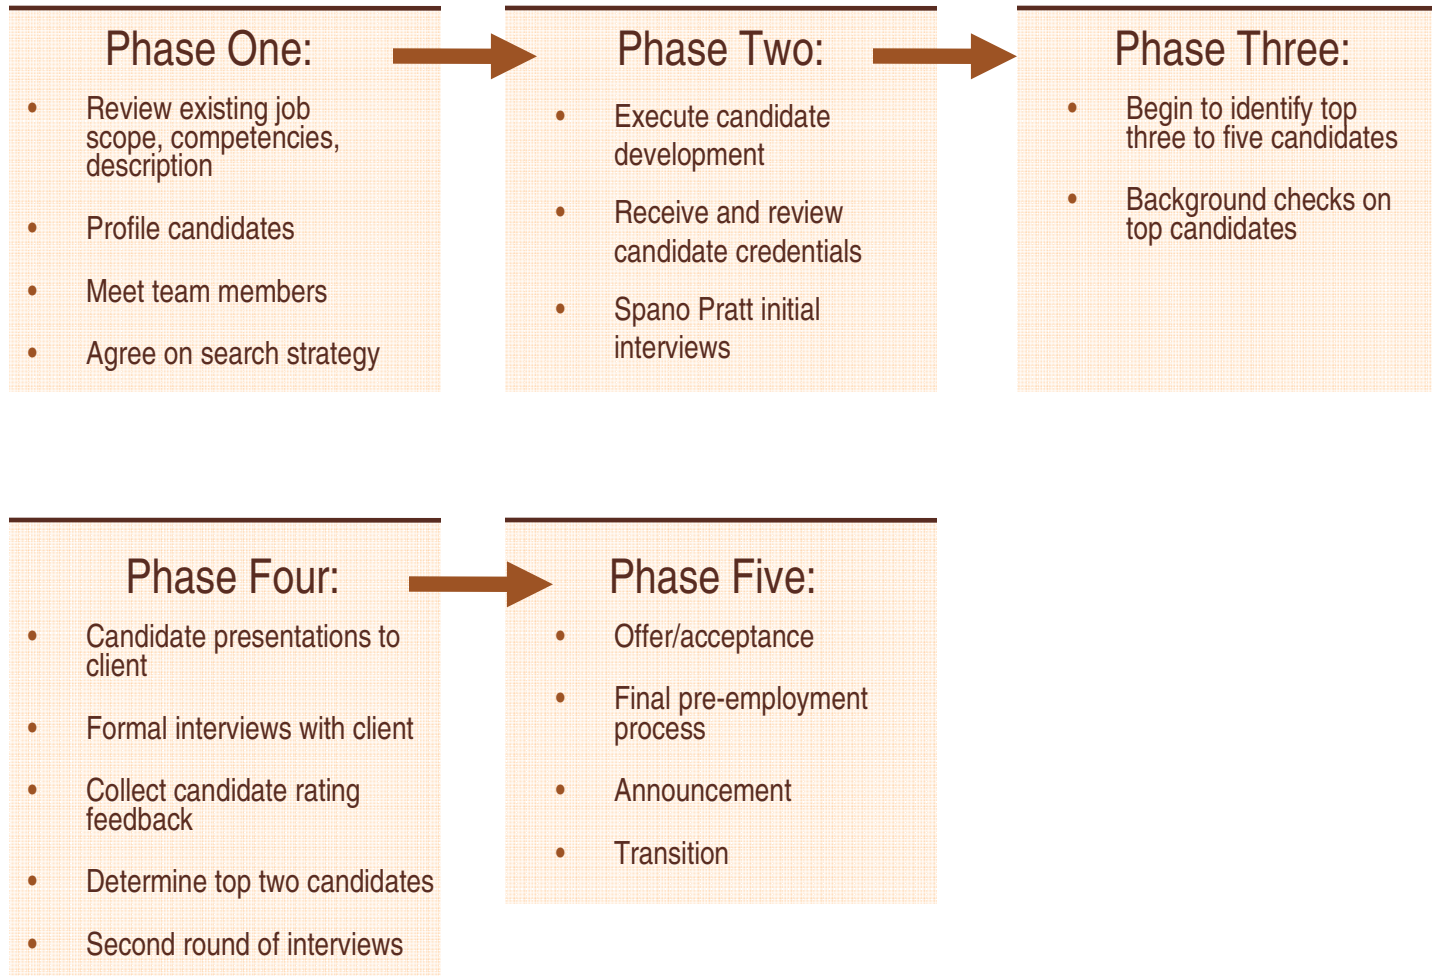 Phase One:
• Review existing job
scope, competencies,
description
• Profile candidates
• Meet team members
• Agree on search strategy
Phase Two:
• Execute candidate
development
• Receive and review
candidate credentials
• Spano Pratt initial
interviews
Phase Three:
• Begin to identify top
three to five candidates
• Background checks on
top candidates
Phase Four:
• Candidate presentations to
client
• Formal interviews with client
• Collect candidate rating
feedback
• Determine top two candidates
• Second round of interviews
Phase Five:
• Offer/acceptance
• Final pre-employment
process
• Announcement
• Transition